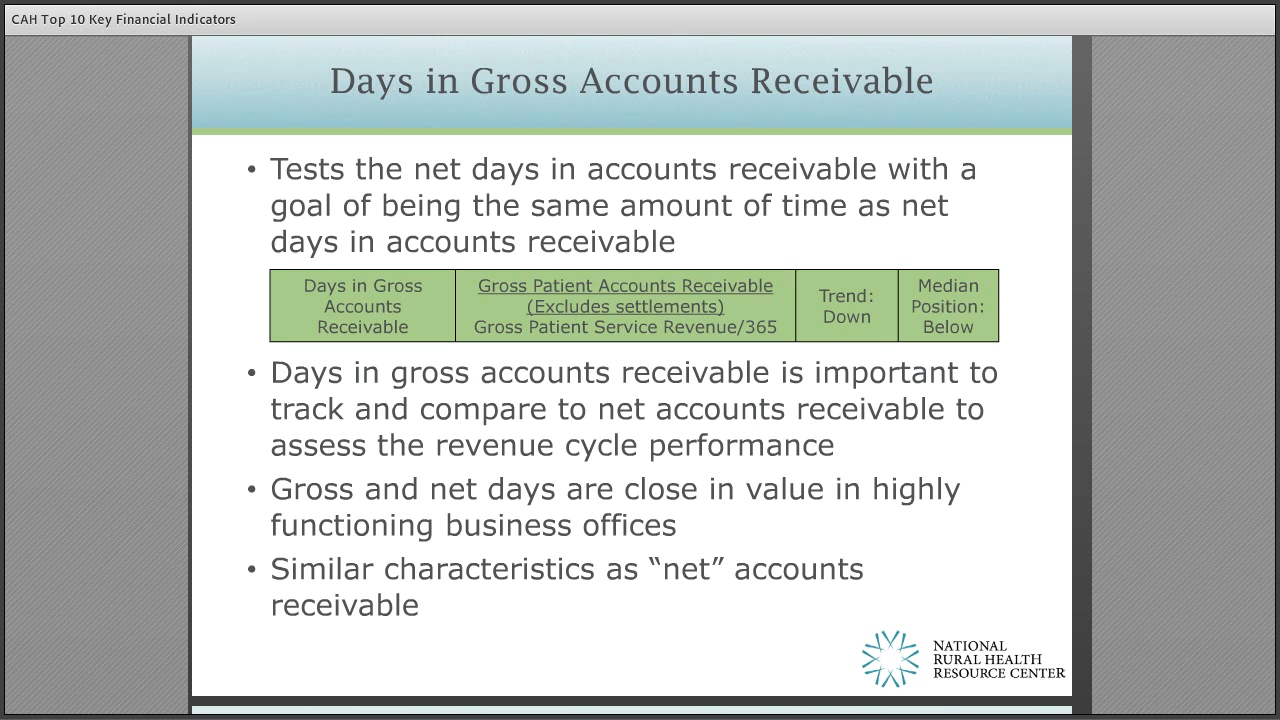 CAH Top 10 Key Financial Indicators
Days in Gross Accounts Receivable
• Tests the net days in accounts receivable with a
goal of being the same amount of time as net
days in accounts receivable
Days in Gross
Accounts
Receivable
Gross Patient Accounts Receivable
(Excludes settlements)
Gross Patient Service Revenue/365
Trend:
Down
Median
Position:
Below
• Days in gross accounts receivable is important to
track and compare to net accounts receivable to
assess the revenue cycle performance
• Gross and net days are close in value in highly
functioning business offices
• Similar characteristics as “net” accounts
receivable
NATIONAL
RURAL HEALTH
RESOURCE CENTER